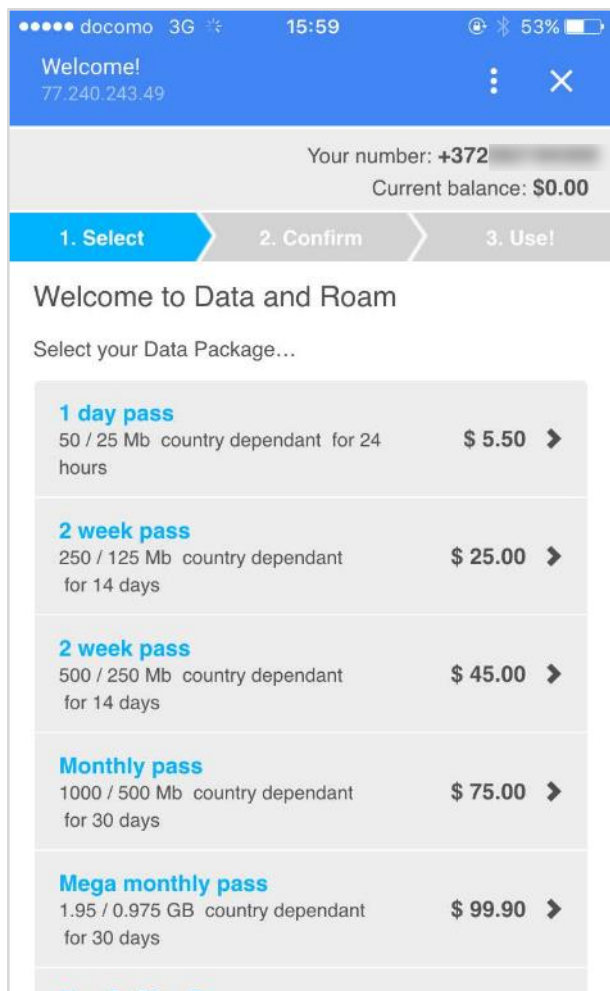 docomo 3G 15:59 53%
Welcome!
77.240.243.49
Your number: +372
Current balance: $0.00
1. Select 2. Confirm 3. Use!
Welcome to Data and Roam
Select your Data Package...
1 day pass
50 / 25 Mb country dependant for 24
hours
$ 5.50
2 week pass
250 / 125 Mb country dependant
for 14 days
$ 25.00
2 week pass
500 / 250 Mb country dependant
for 14 days
$ 45.00
Monthly pass
1000 / 500 Mb country dependant
for 30 days
$ 75.00
Mega monthly pass
1.95 / 0.975 GB country dependant
for 30 days
$ 99.90